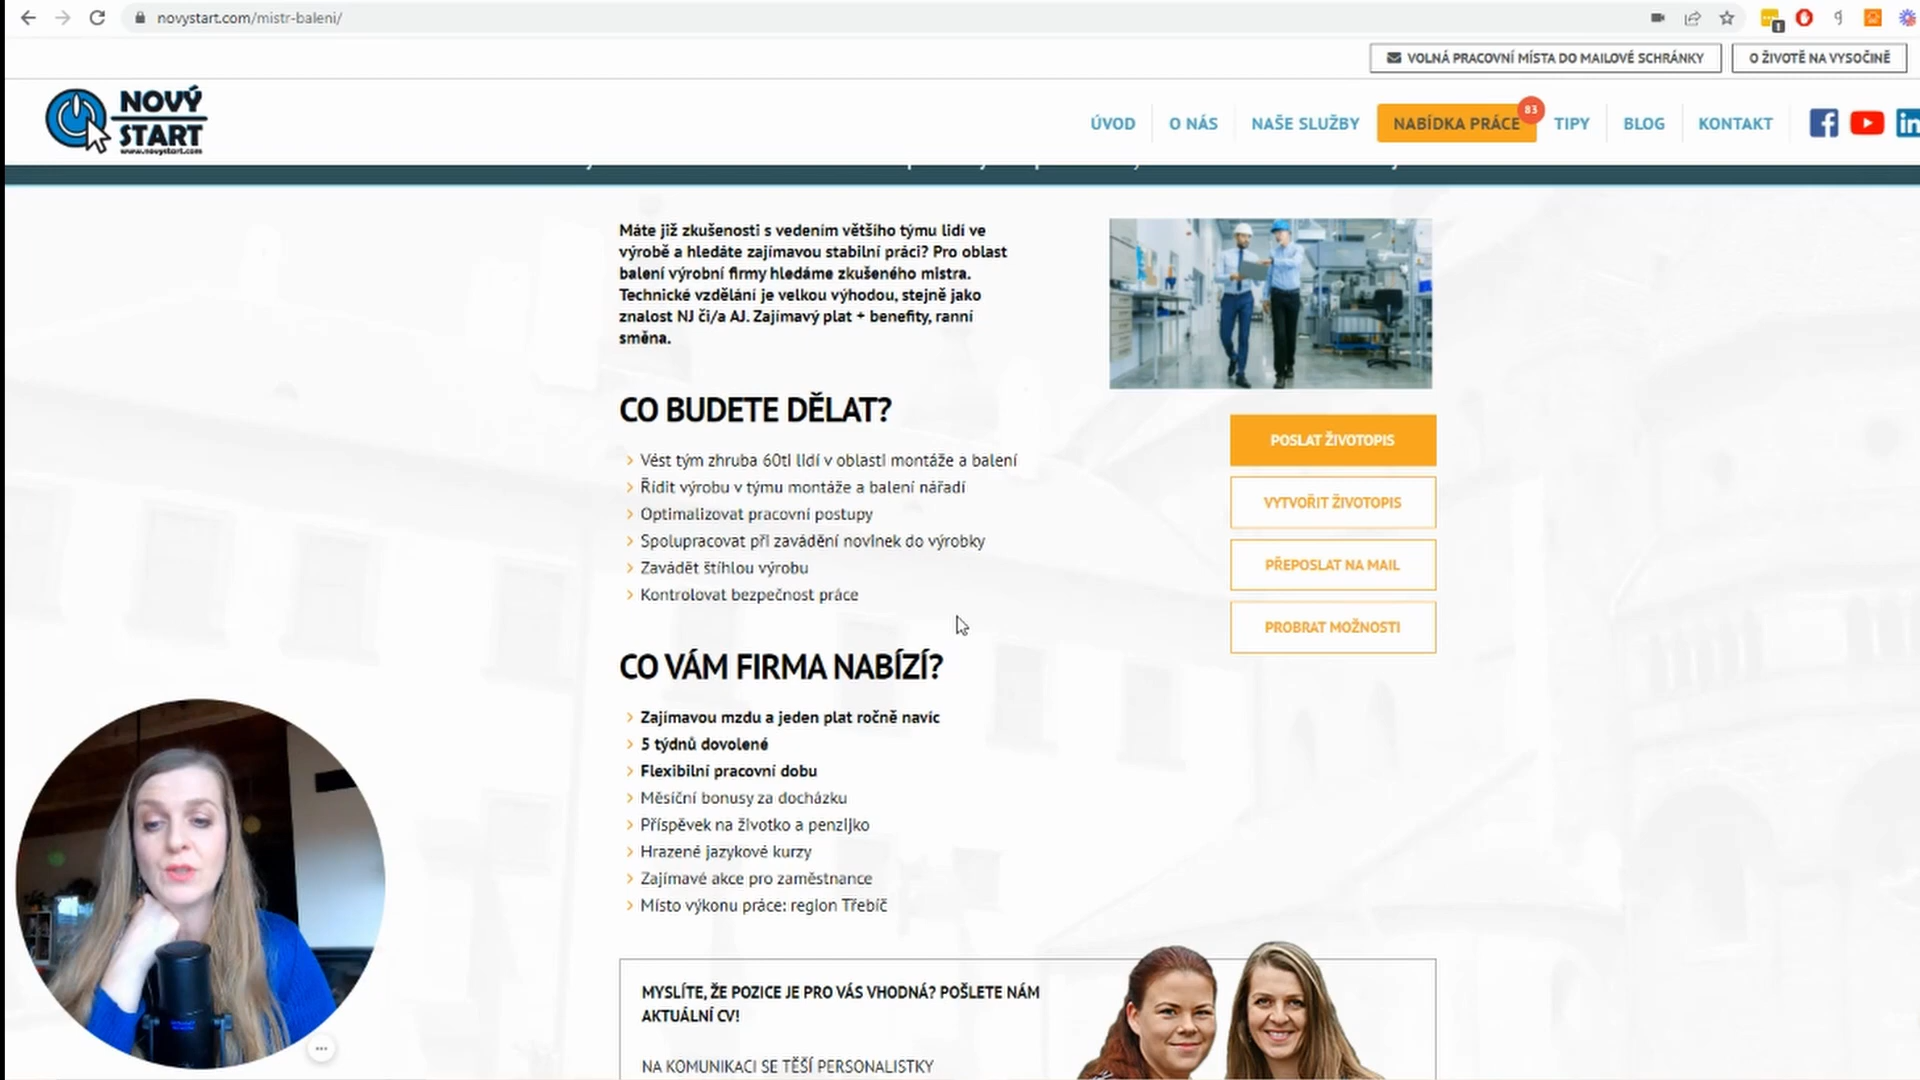 novystart.com/mistr-baleni/
VOLNÁ PRACOVNÍ MÍSTA DO MAILOVÉ SCHRÁNKY
O ŽIVOTĚ NA VYSOČINĚ
NOVÝ
START
www.novystart.com
ÚVOD
O NÁS
NAŠE SLUŽBY
NABÍDKA PRÁCE
83
TIPY
BLOG
KONTAKT
Máte již zkušenosti s vedením většího týmu lidí ve
výrobě a hledáte zajímavou stabilní práci? Pro oblast
balení výrobní firmy hledáme zkušeného mistra.
Technické vzdělání je velkou výhodou, stejně jako
znalost NJ či/a AJ. Zajímavý plat + benefity, ranní
směna.
CO BUDETE DĚLAT?
Vést tým zhruba 60ti lidí v oblasti montáže a balení
Řídit výrobu v týmu montáže a balení nářadí
Optimalizovat pracovní postupy
Spolupracovat při zavádění novinek do výrobky
Zavádět štíhlou výrobu
Kontrolovat bezpečnost práce
POSLAT ŽIVOTOPIS
VYTVOŘIT ŽIVOTOPIS
PŘEPOSLAT NA MAIL
PROBRAT MOŽNOSTI
CO VÁM FIRMA NABÍZÍ?
Zajímavou mzdu a jeden plat ročně navíc
5 týdnů dovolené
Flexibilní pracovní dobu
Měsíční bonusy za docházku
Příspěvek na životko a penzijko
Hrazené jazykové kurzy
Zajímavé akce pro zaměstnance
Místo výkonu práce: region Třebíč
MYSLÍTE, ŽE POZICE JE PRO VÁS VHODNÁ? POŠLETE NÁM
AKTUÁLNÍ CV!
NA KOMUNIKACI SE TĚŠÍ PERSONALISTKY